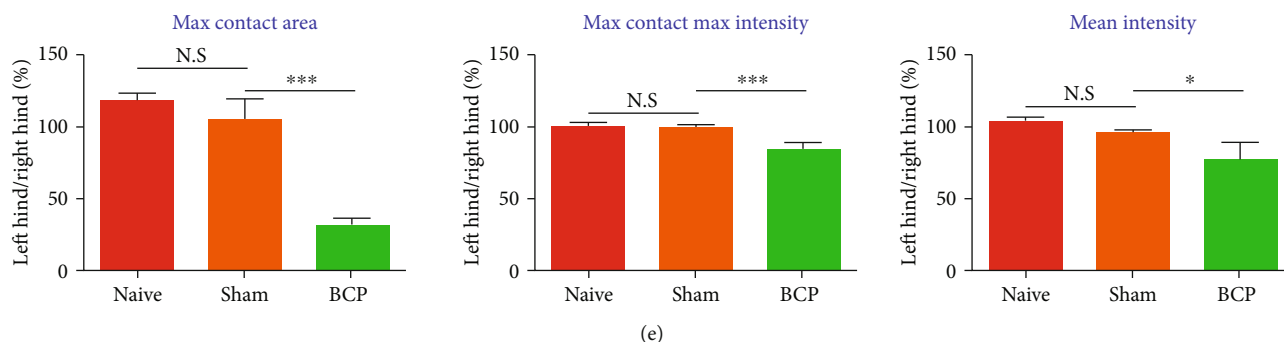 Max contact area
Left hind/right hind (%)
150
100
50
0
N.S
***
Naive
Sham
BCP
Max contact max intensity
Left hind/right hind (%)
150
100
50
0
N.S
***
Naive
Sham
BCP
Mean intensity
Left hind/right hind (%)
150
100
50
0
N.S
*
Naive
Sham
BCP
(e)